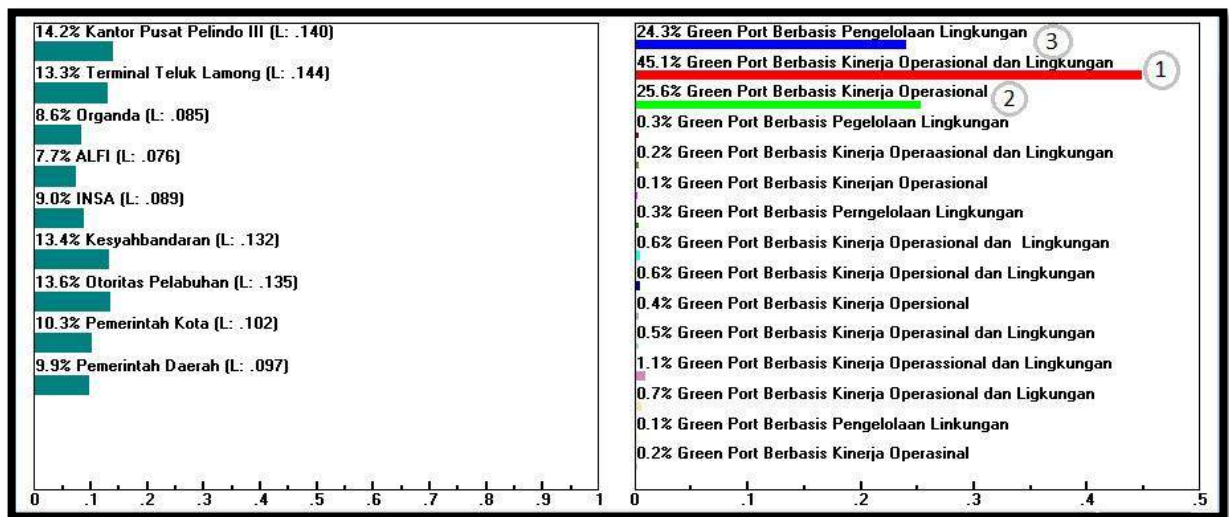 14.2% Kantor Pusat Pelindo III (L: .140)
13.3% Terminal Teluk Lamong (L: .144)
8.6% Organda (L: .085)
7.7% ALFI (L: .076)
9.0% INSA (L: .089)
13.4% Kesyahbandaran (L: .132)
13.6% Otoritas Pelabuhan (L: .135)
10.3% Pemerintah Kota (L: .102)
9.9% Pemerintah Daerah (L: .097)
0 .1 .2 .3 .4 .5 .6 .7 .8 .9 1
24.3% Green Port Berbasis Pengelolaan Lingkungan 3
45.1% Green Port Berbasis Kinerja Operasional dan Lingkungan 1
25.6% Green Port Berbasis Kinerja Operasional 2
0.3% Green Port Berbasis Pegelolaan Lingkungan
0.2% Green Port Berbasis Kinerja Operaasional dan Lingkungan
0.1% Green Port Berbasis Kinerjan Operasional
0.3% Green Port Berbasis Perngelolaan Lingkungan
0.6% Green Port Berbasis Kinerja Operasional dan  Lingkungan
0.6% Green Port Berbasis Kinerja Opersional dan Lingkungan
0.4% Green Port Berbasis Kinerja Opersional
0.5% Green Port Berbasis Kinerja Operasinal dan Lingkungan
1.1% Green Port Berbasis Kinerja Operassional dan Lingkungan
0.7% Green Port Berbasis Kinerja Operasional dan Ligkungan
0.1% Green Port Berbasis Pengelolaan Linkungan
0.2% Green Port Berbasis Kinerja Operasinal
0 .1 .2 .3 .4 .5